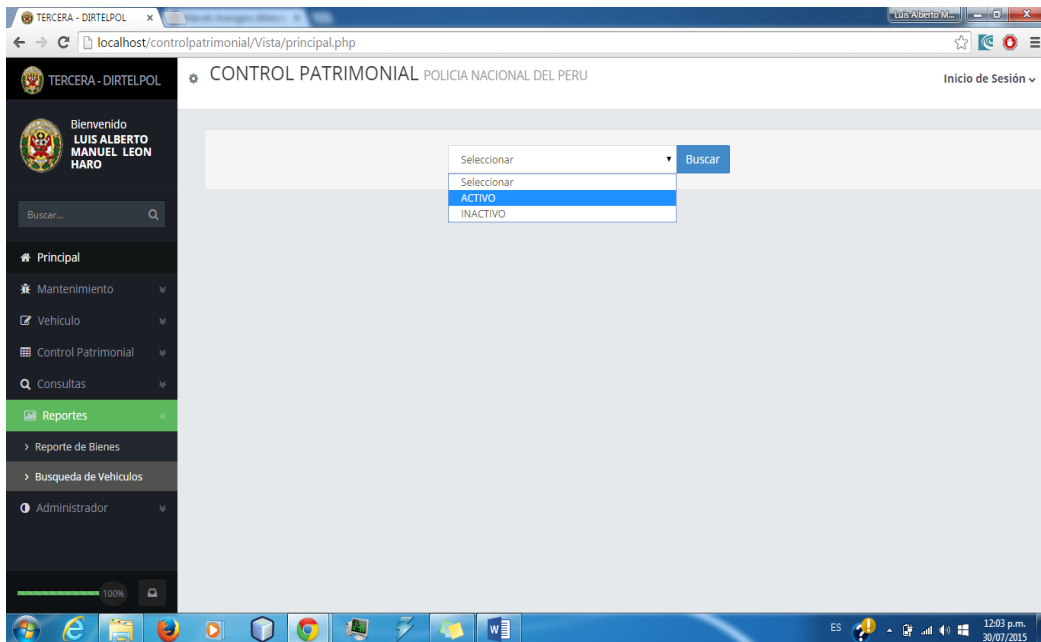 TERCERA - DIRTELPOL
Luis Alberto M...
localhost/controlpatrimonial/Vista/principal.php
TERCERA - DIRTELPOL
CONTROL PATRIMONIAL POLICIA NACIONAL DEL PERU
Inicio de Sesión
Bienvenido
LUIS ALBERTO
MANUEL LEON
HARO
Buscar...
Principal
Mantenimiento
Vehículo
Control Patrimonial
Consultas
Reportes
> Reporte de Bienes
> Busqueda de Vehiculos
Administrador
100%
Seleccionar
Buscar
Seleccionar
ACTIVO
INACTIVO
ES
12:03 p.m.
30/07/2015